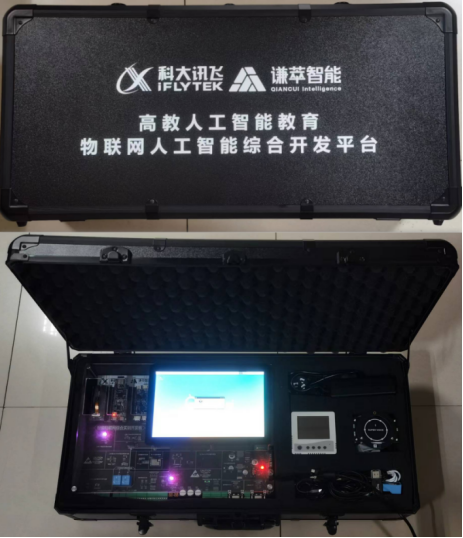 科大讯飞
iFLYTEK
谦萃智能
QIANCUI Intelligence
高教人工智能教育
物联网人工智能综合开发平台